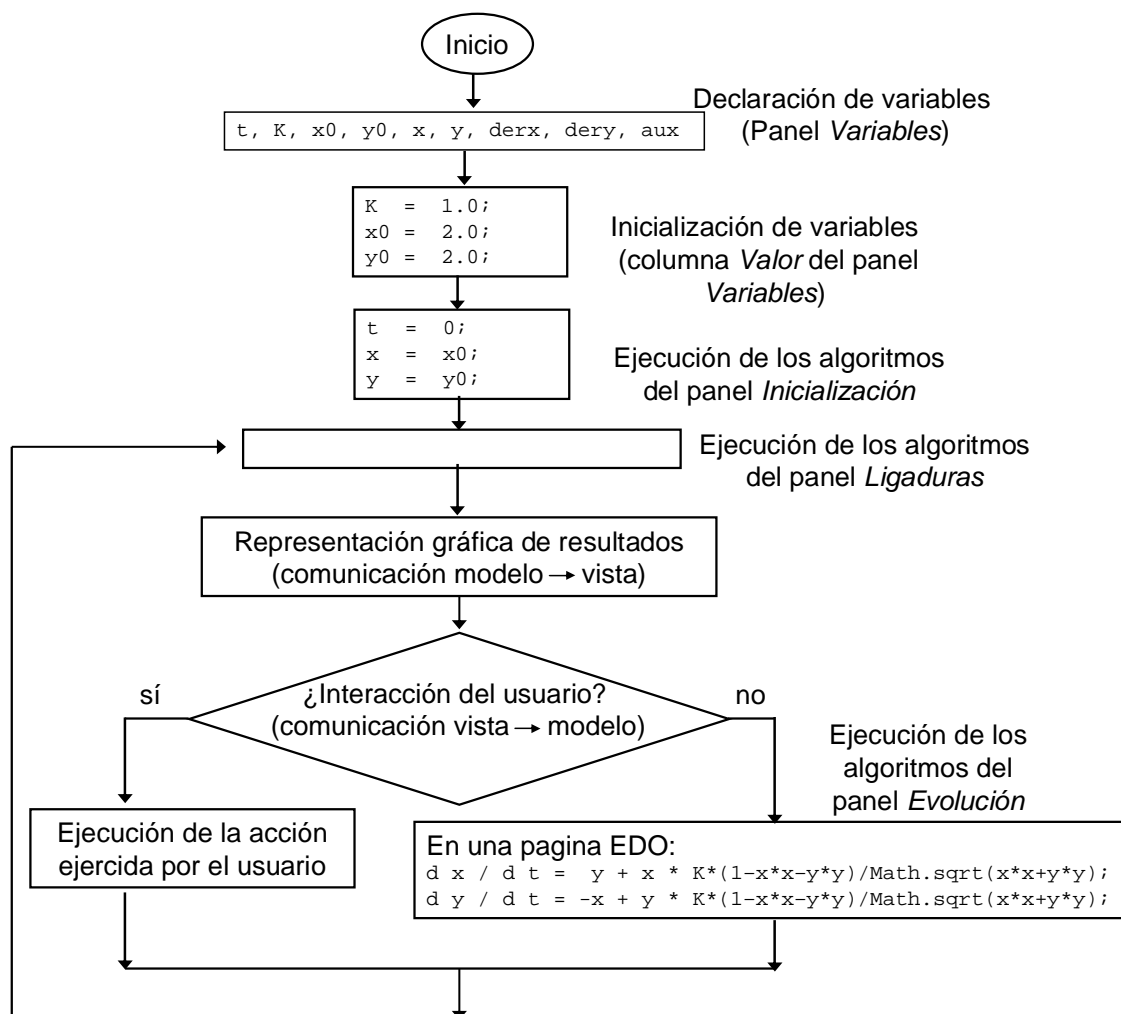 Inicio
Declaración de variables
(Panel Variables)
t, K, x0, y0, x, y, derx, dery, aux
K = 1.0;
x0 = 2.0;
y0 = 2.0;
Inicialización de variables
(columna Valor del panel
Variables)
t = 0;
x = x0;
y = y0;
Ejecución de los algoritmos
del panel Inicialización
Ejecución de los algoritmos
del panel Ligaduras
Representación gráfica de resultados
(comunicación modelo → vista)
¿Interacción del usuario?
(comunicación vista → modelo)
sí
no
Ejecución de los
algoritmos del
panel Evolución
Ejecución de la acción
ejercida por el usuario
En una pagina EDO:
d x / d t = y + x * K*(1-x*x-y*y)/Math.sqrt(x*x+y*y);
d y / d t = -x + y * K*(1-x*x-y*y)/Math.sqrt(x*x+y*y);